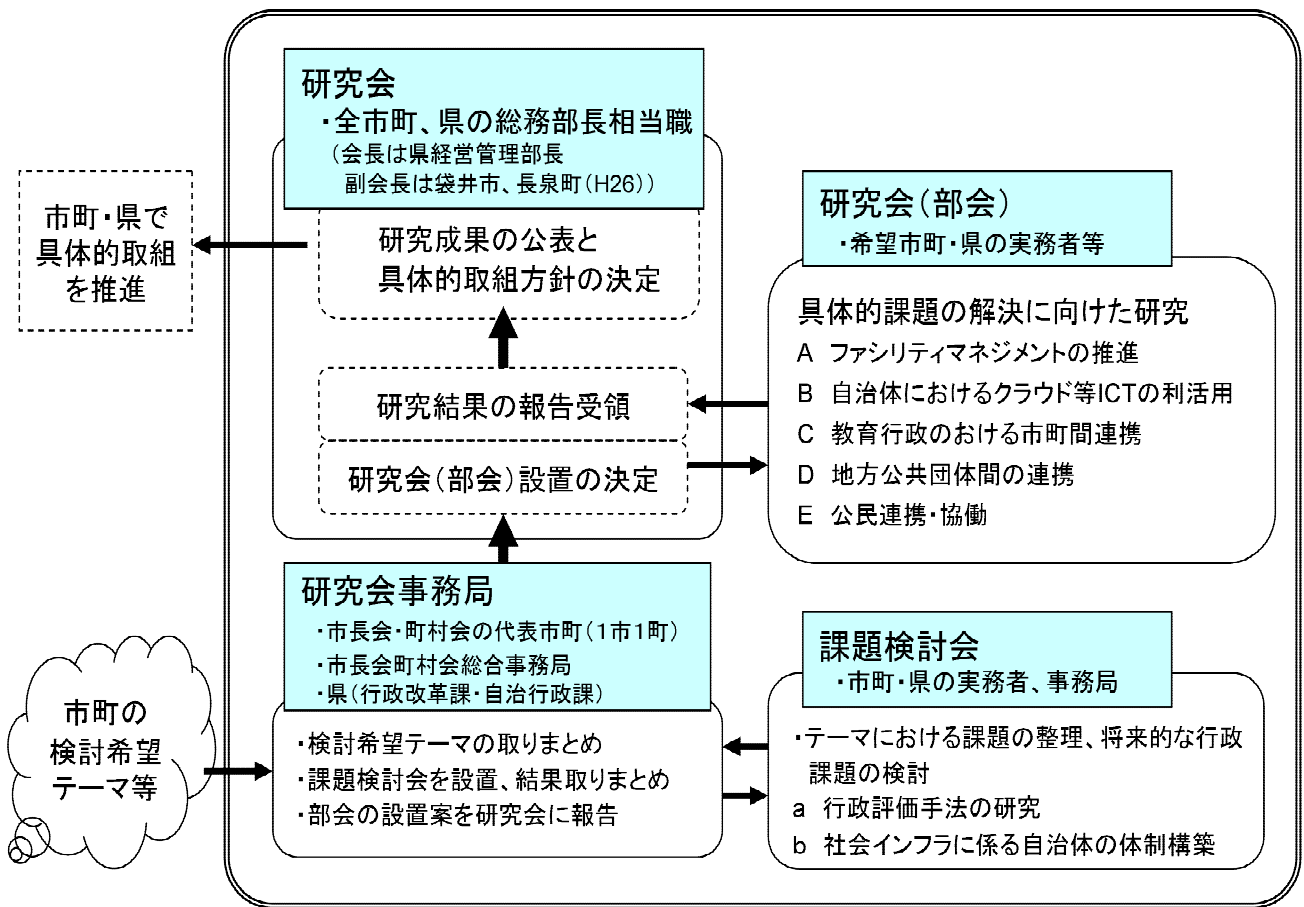 研究会
・全市町、県の総務部長相当職
（会長は県経営管理部長
副会長は袋井市、長泉町（H26））
研究成果の公表と
具体的取組方針の決定
研究結果の報告受領
研究会（部会）設置の決定
市町・県で
具体的取組
を推進
研究会（部会）
・希望市町・県の実務者等
具体的課題の解決に向けた研究
A ファシリティマネジメントの推進
B 自治体におけるクラウド等ICTの利活用
C 教育行政のおける市町間連携
D 地方公共団体間の連携
E 公民連携・協働
研究会事務局
・市長会・町村会の代表市町（1市1町）
・市長会町村会総合事務局
・県（行政改革課・自治行政課）
・検討希望テーマの取りまとめ
・課題検討会を設置、結果取りまとめ
・部会の設置案を研究会に報告
市町の
検討希望
テーマ等
課題検討会
・市町・県の実務者、事務局
・テーマにおける課題の整理、将来的な行政
課題の検討
a 行政評価手法の研究
b 社会インフラに係る自治体の体制構築